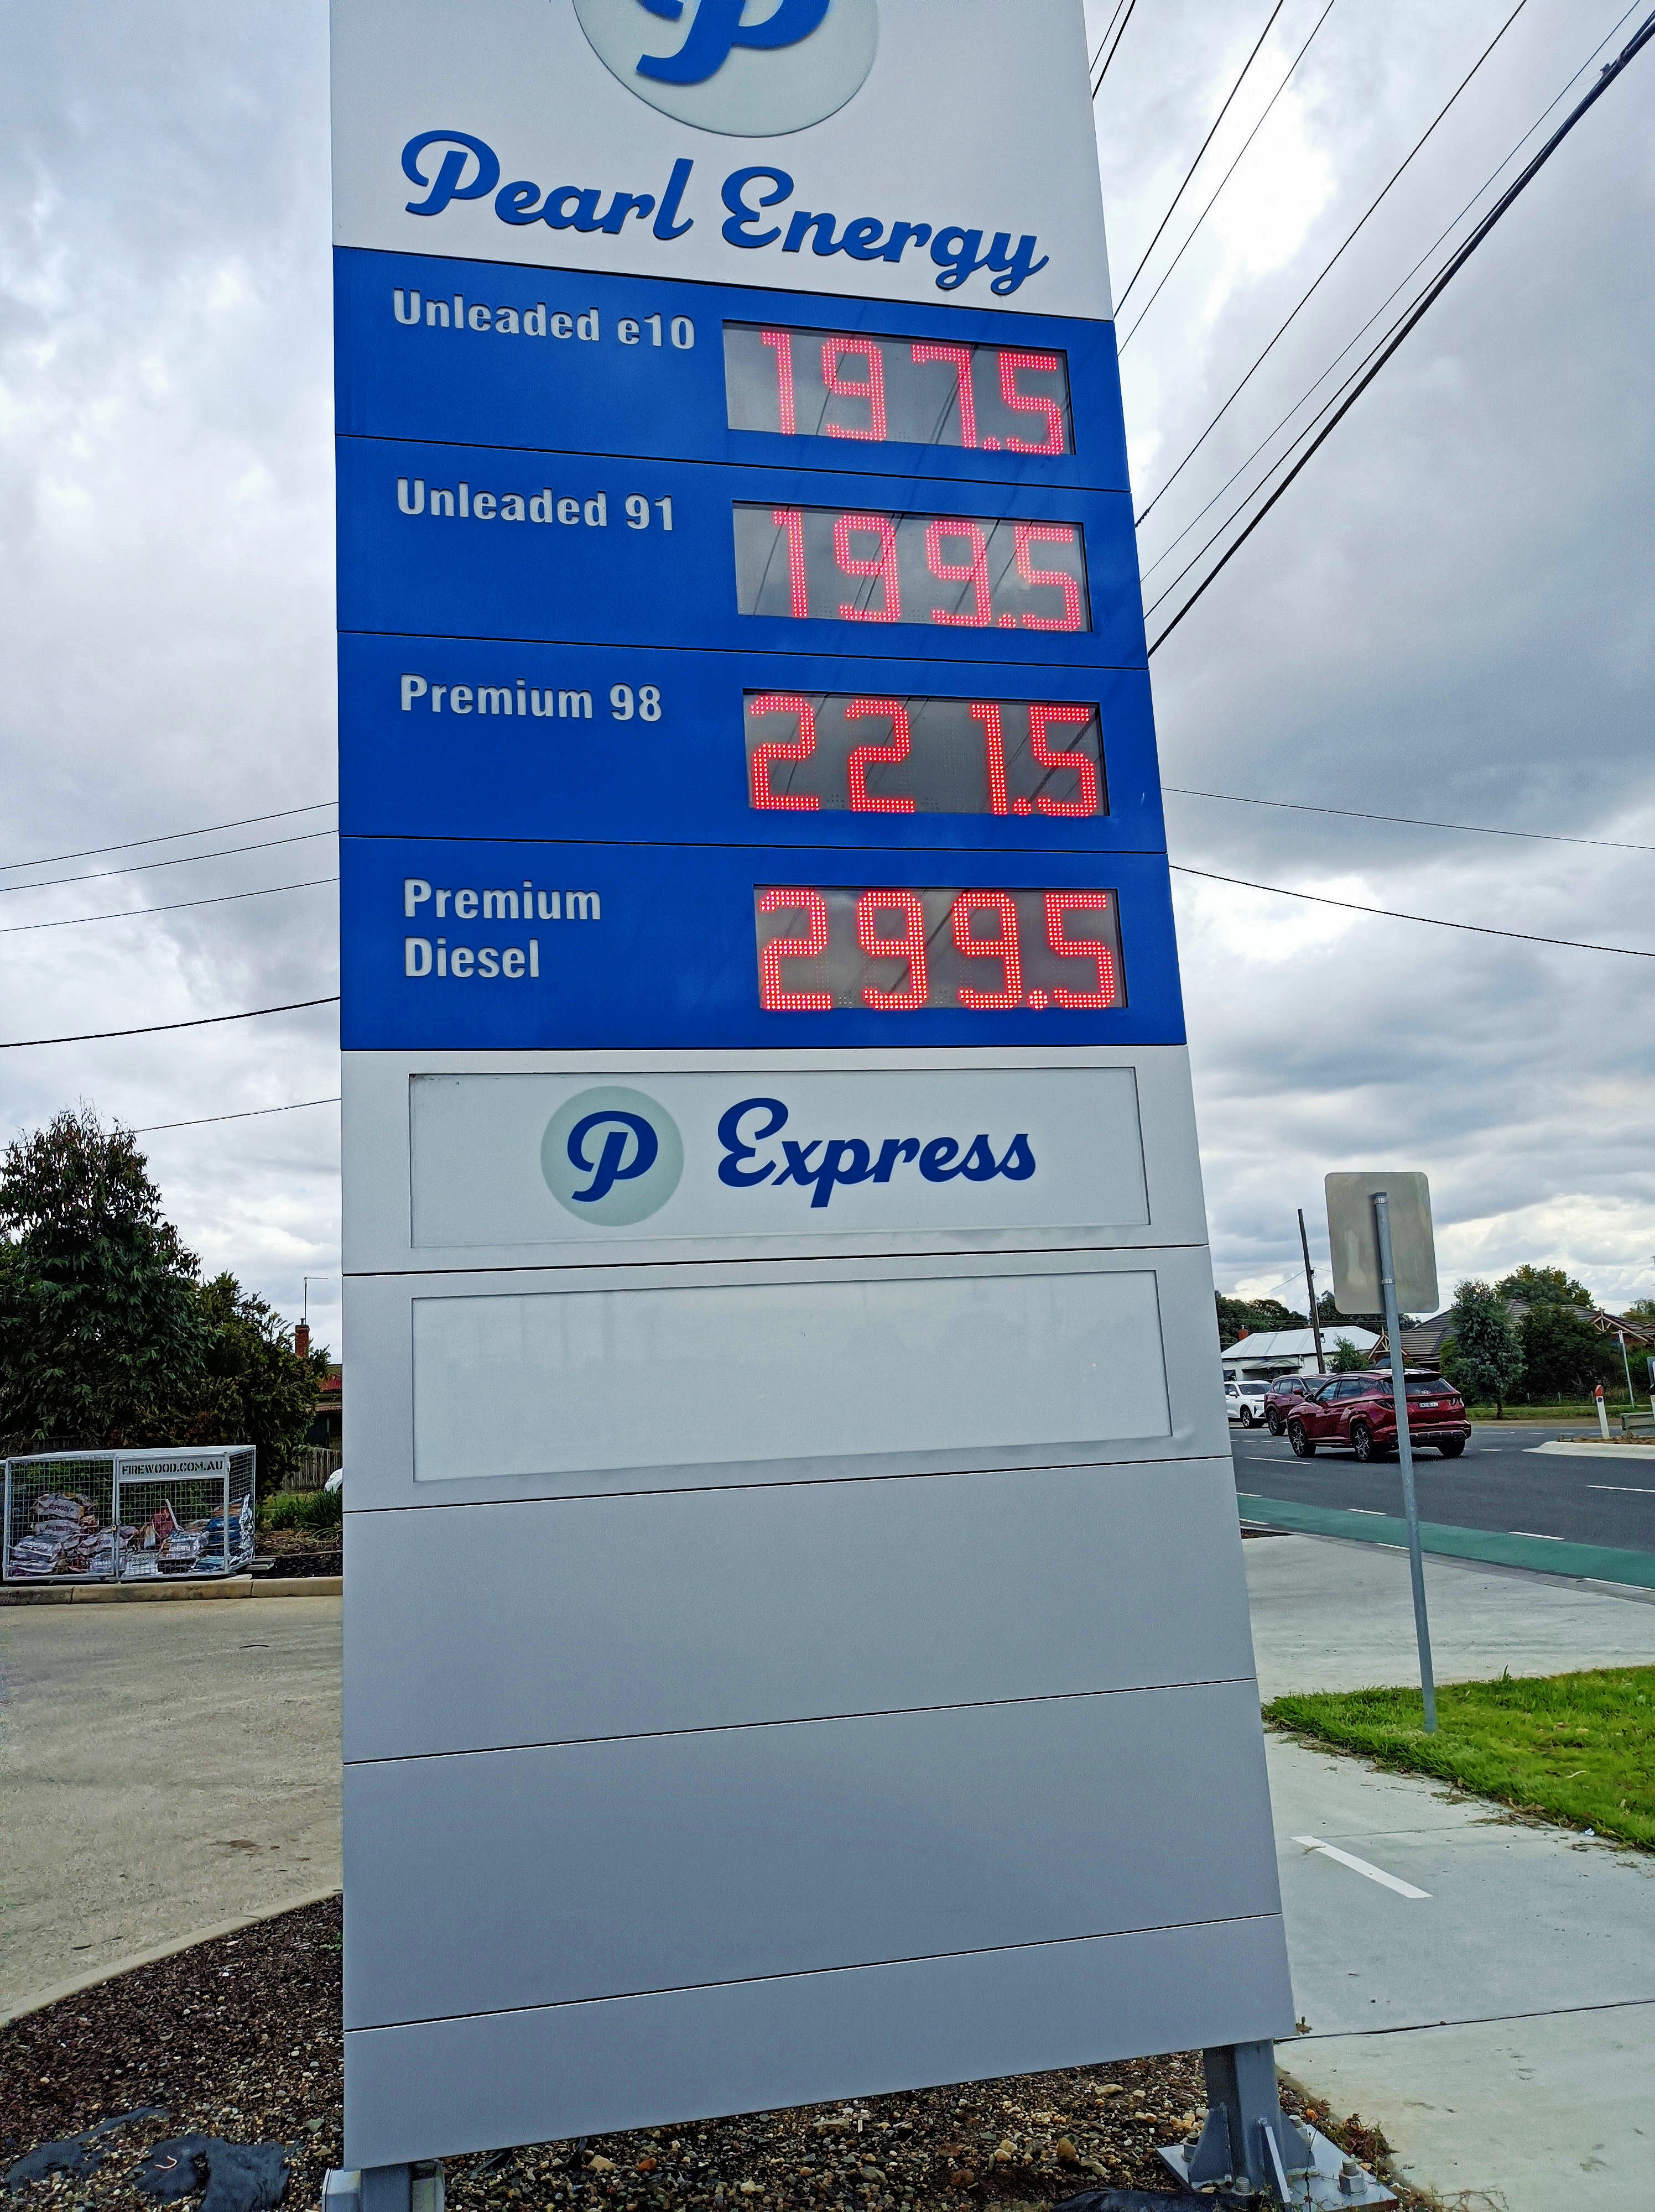 P
Pearl Energy
Unleaded e10 197.5
Unleaded 91 199.5
Premium 98 221.5
Premium
Diesel 299.5
P Express
FIREWOOD.COM.AU